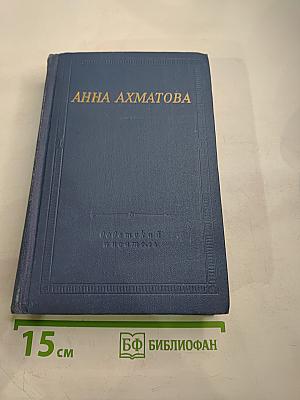 АННА АХМАТОВА
советский
писатель
15 см
БФ БИБЛИОФАН